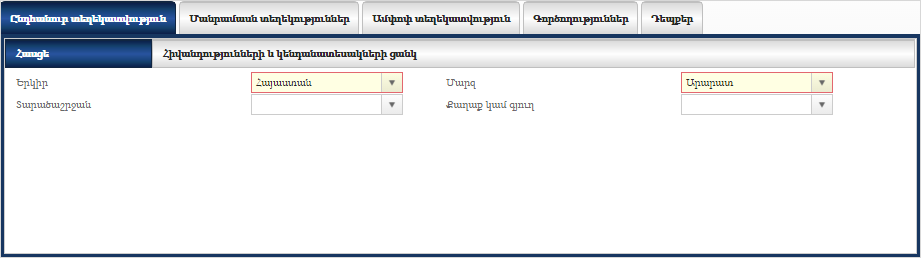 Ընդհանուր տեղեկատվություն Մանրամասն տեղեկություններ Ամփոփ տեղեկատվություն Գործողություններ Դեպքեր
Հասցե Հիվանդությունների և կենդանատեսակների ցանկ
Երկիր Հայաստան Մարզ Արարատ
Տարածաշրջան Քաղաք կամ գյուղ